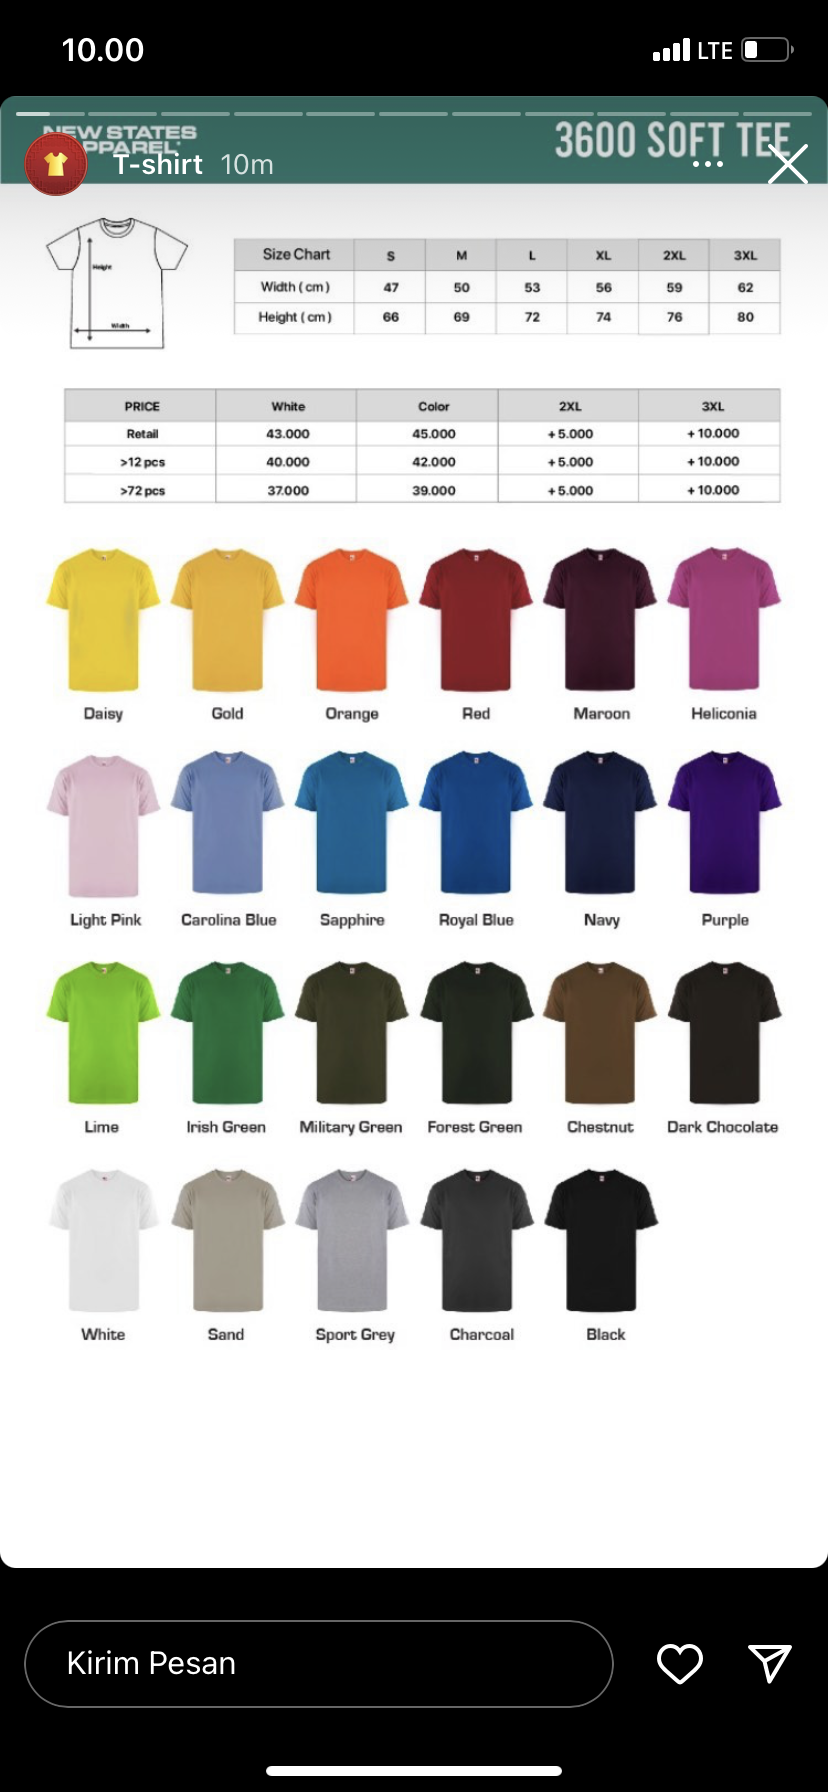 10.00
LTE
NEW STATES
APPAREL
3600 SOFT TEE
T-shirt 10m
Height
Width
Size Chart S M L XL 2XL 3XL
Width ( cm ) 47 50 53 56 59 62
Height ( cm ) 66 69 72 74 76 80
PRICE White Color 2XL 3XL
Retail 43.000 45.000 + 5.000 + 10.000
>12 pcs 40.000 42.000 + 5.000 + 10.000
>72 pcs 37.000 39.000 + 5.000 + 10.000
Daisy Gold Orange Red Maroon Heliconia
Light Pink Carolina Blue Sapphire Royal Blue Navy Purple
Lime Irish Green Military Green Forest Green Chestnut Dark Chocolate
White Sand Sport Grey Charcoal Black
Kirim Pesan